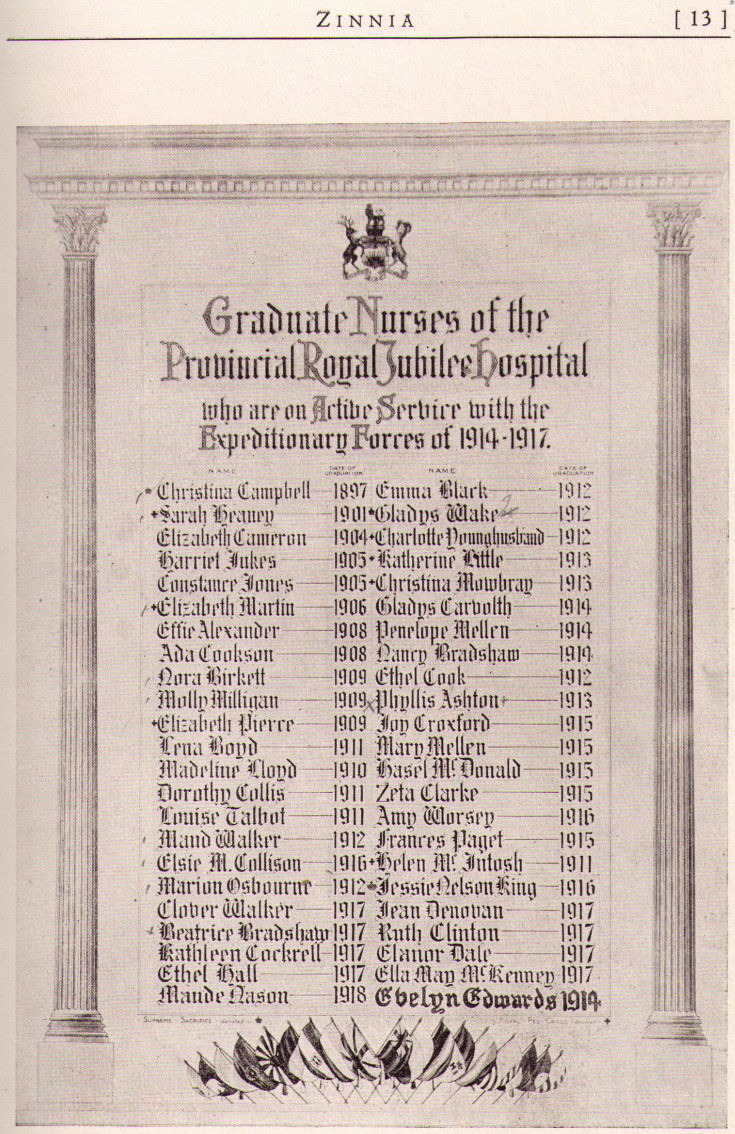 ZINNIA [ 13 ]
Graduate Nurses of the
Provincial Royal Jubilee Hospital
who are on Active Service with the
Expeditionary Forces of 1914-1917.
NAME DATE OF GRADUATION NAME DATE OF GRADUATION
*Christina Campbell 1897 Emma Black 1912
+Sarah Heaney 1901 +Gladys Wake 1912
Elizabeth Cameron 1904 +Charlotte Younghusband 1912
Harriet Jukes 1905 +Katherine Little 1913
Constance Jones 1905 +Christina Mowbray 1913
+Elizabeth Martin 1906 Gladys Carvolth 1914
Effie Alexander 1908 Penelope Mellen 1914
Ada Cookson 1908 Nancy Bradshaw 1914
Nora Birkett 1909 Ethel Cook 1912
Molly Milligan 1909 Phyllis Ashton 1913
+Elizabeth Pierce 1909 Joy Croxford 1915
Lena Boyd 1911 Mary Mellen 1915
Madeline Lloyd 1910 Hasel McDonald 1915
Dorothy Collis 1911 Zeta Clarke 1915
Louise Talbot 1911 Amy Worsey 1916
Maud Walker 1912 Frances Paget 1915
Elsie M. Collison 1916 +Helen McIntosh 1911
Marion Osbourne 1912 *Jessie Nelson King 1916
Clover Walker 1917 Jean Denovan 1917
Beatrice Bradshaw 1917 Ruth Clinton 1917
Kathleen Cockrell 1917 Elanor Dale 1917
Ethel Hall 1917 Ella May McKenney 1917
Maude Nason 1918 Evelyn Edwards 1914
SUPREME SACRIFICE * ROYAL RED CROSS +